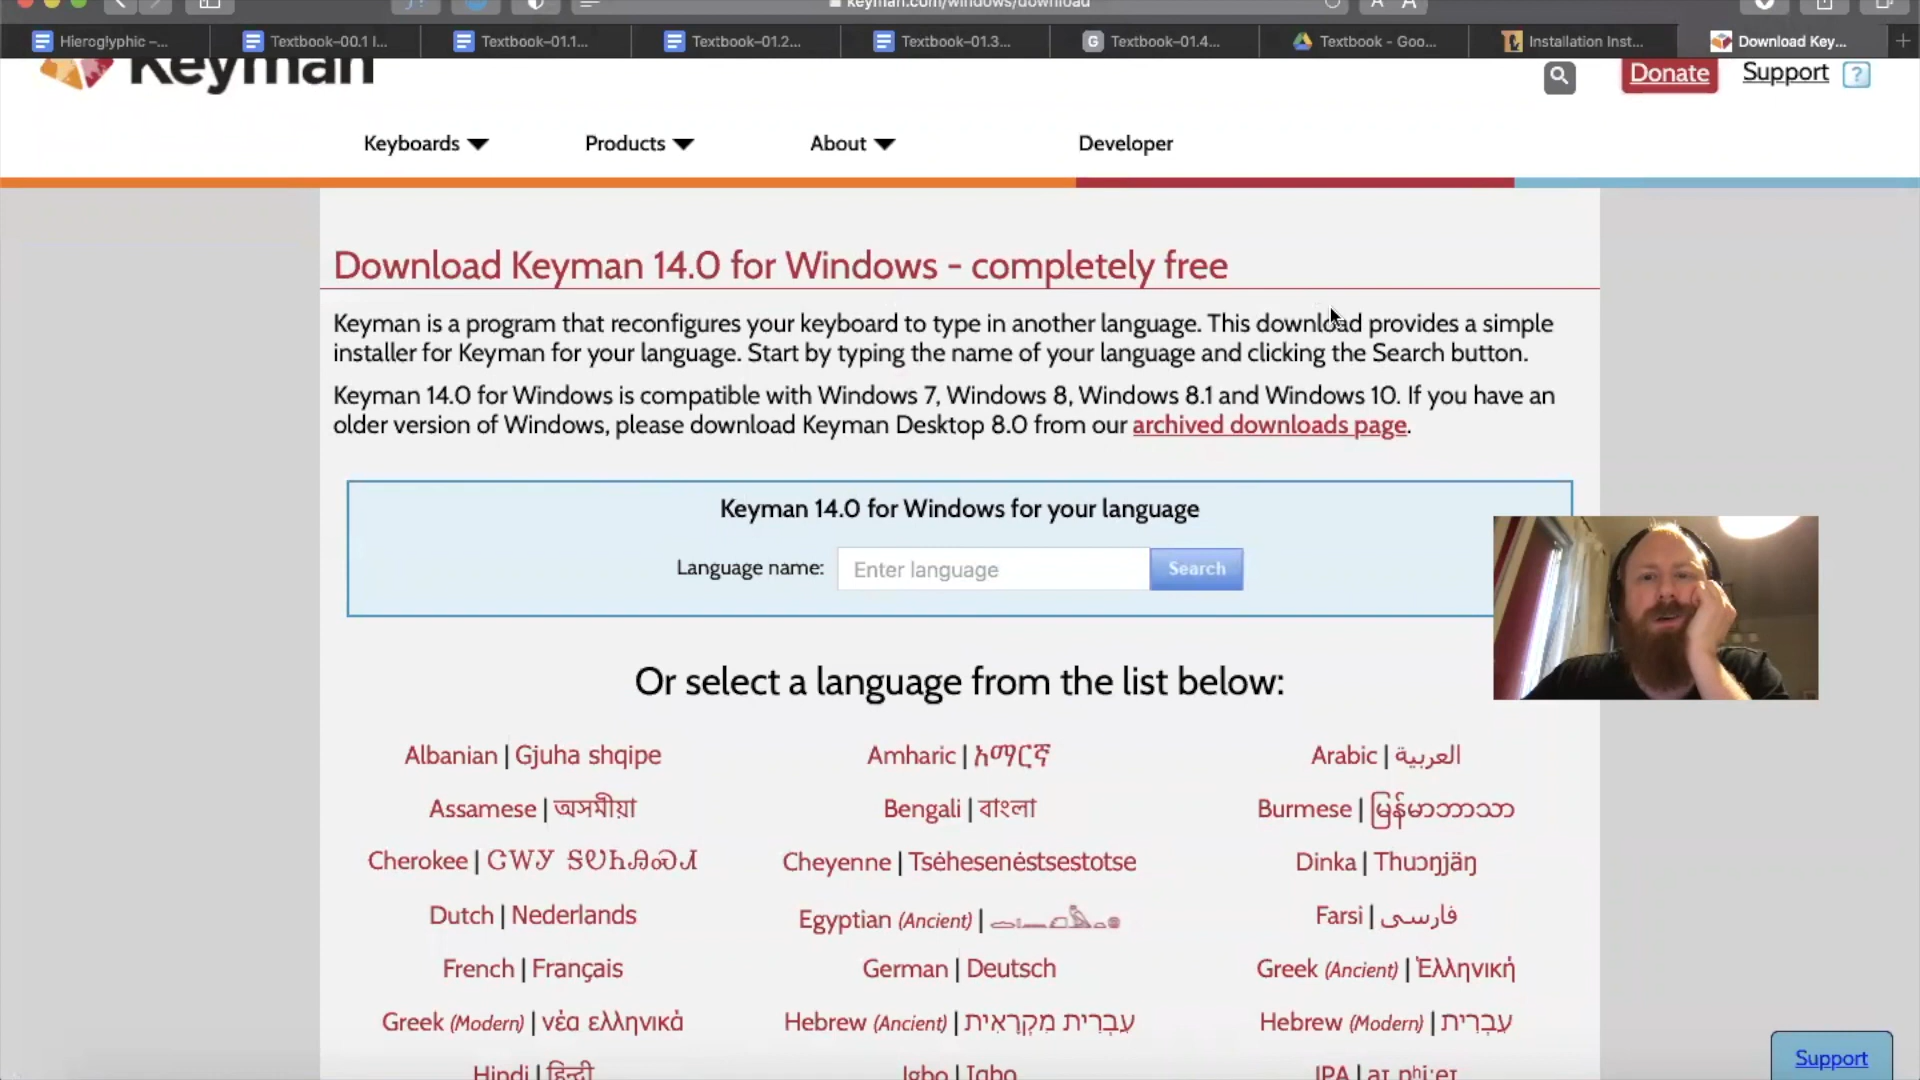 keyman.com/windows/download
Hieroglyphic –... Textbook–00.1 I... Textbook–01.1... Textbook–01.2... Textbook–01.3... Textbook–01.4... Textbook - Goo... Installation Inst... Download Key...
Keyman Donate Support ?
Keyboards Products About Developer
Download Keyman 14.0 for Windows - completely free
Keyman is a program that reconfigures your keyboard to type in another language. This download provides a simple
installer for Keyman for your language. Start by typing the name of your language and clicking the Search button.
Keyman 14.0 for Windows is compatible with Windows 7, Windows 8, Windows 8.1 and Windows 10. If you have an
older version of Windows, please download Keyman Desktop 8.0 from our archived downloads page.
Keyman 14.0 for Windows for your language
Language name: Enter language Search
Or select a language from the list below:
Albanian | Gjuha shqipe Amharic | አማርኛ Arabic | العربية
Assamese | অসমীয়া Bengali | বাংলা Burmese | မြန်မာဘာသာ
Cherokee | ᏣᎳᎩ ᎦᏬᏂᎯᏍᏗ Cheyenne | Tsėhesenėstsestotse Dinka | Thuɔŋjäŋ
Dutch | Nederlands Egyptian (Ancient) | Farsi | فارسی
French | Français German | Deutsch Greek (Ancient) | Ἑλληνική
Greek (Modern) | νέα ελληνικά Hebrew (Ancient) | עִבְרִית מִקְרָאִית Hebrew (Modern) | עִבְרִית
Hindi | हिन्दी Igbo | Igbo IPA |
Support